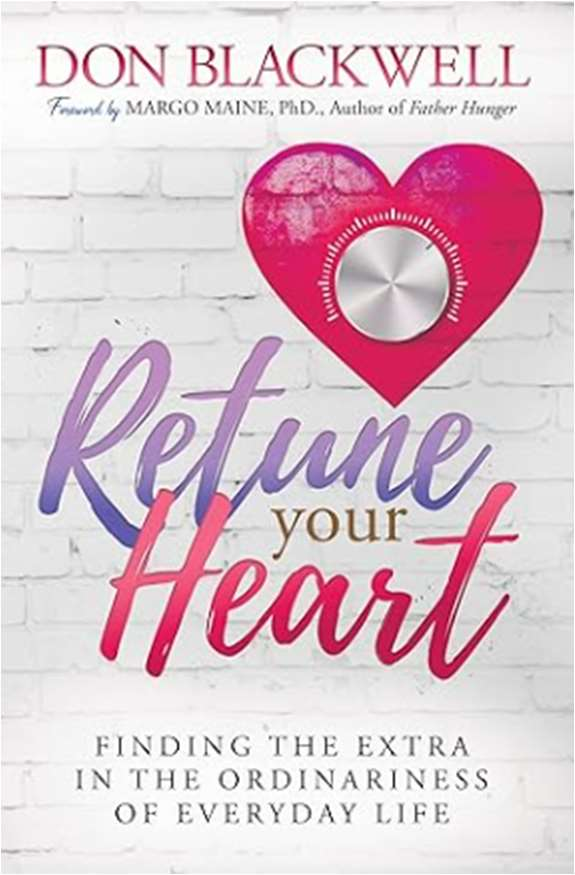 DON BLACKWELL
Foreword by MARGO MAINE, PhD., Author of Father Hunger
Retune
your
Heart
FINDING THE EXTRA
IN THE ORDINARINESS
OF EVERYDAY LIFE